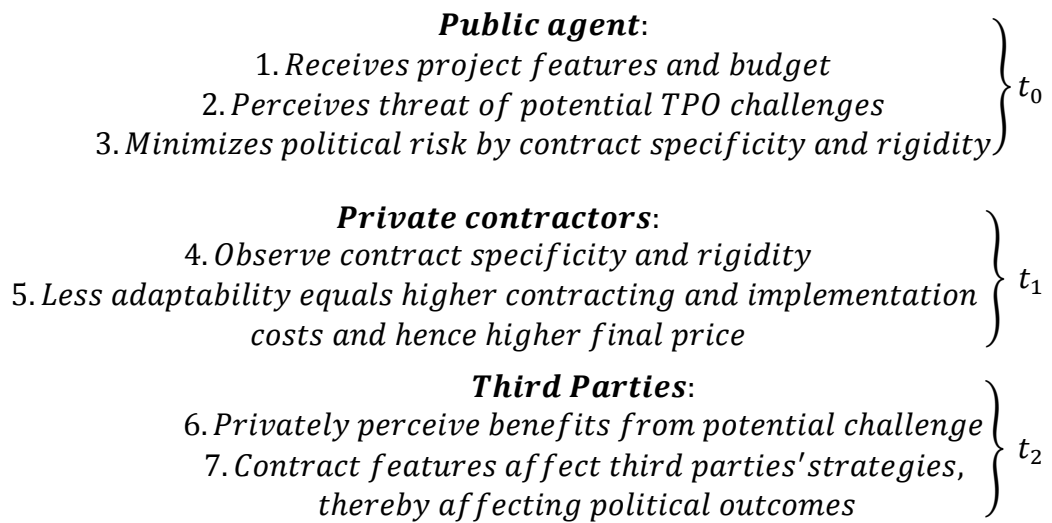 Public agent:
1. Receives project features and budget
2. Perceives threat of potential TPO challenges
3. Minimizes political risk by contract specificity and rigidity
t₀
Private contractors:
4. Observe contract specificity and rigidity
5. Less adaptability equals higher contracting and implementation
costs and hence higher final price
t₁
Third Parties:
6. Privately perceive benefits from potential challenge
7. Contract features affect third parties'strategies,
thereby affecting political outcomes
t₂